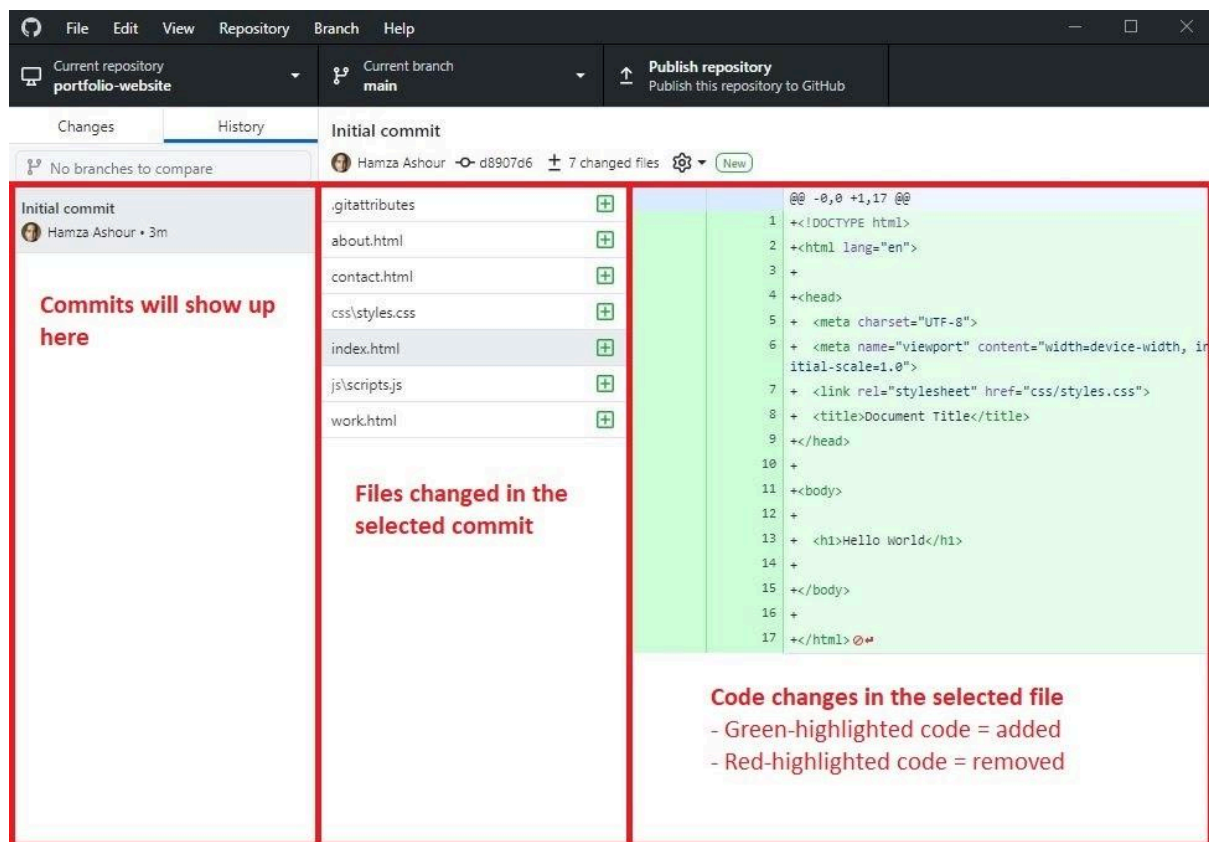 File Edit View Repository Branch Help
Current repository
portfolio-website
Current branch
main
Publish repository
Publish this repository to GitHub
Changes History
No branches to compare
Initial commit
Hamza Ashour d8907d6 7 changed files New
Initial commit
Hamza Ashour • 3m
Commits will show up
here
.gitattributes
about.html
contact.html
css\styles.css
index.html
js\scripts.js
work.html
Files changed in the
selected commit
@@ -0,0 +1,17 @@
1 +<!DOCTYPE html>
2 +<html lang="en">
3 +
4 +<head>
5 + <meta charset="UTF-8">
6 + <meta name="viewport" content="width=device-width, in
itial-scale=1.0">
7 + <link rel="stylesheet" href="css/styles.css">
8 + <title>Document Title</title>
9 +</head>
10 +
11 +<body>
12 +
13 + <h1>Hello World</h1>
14 +
15 +</body>
16 +
17 +</html>
Code changes in the selected file
- Green-highlighted code = added
- Red-highlighted code = removed